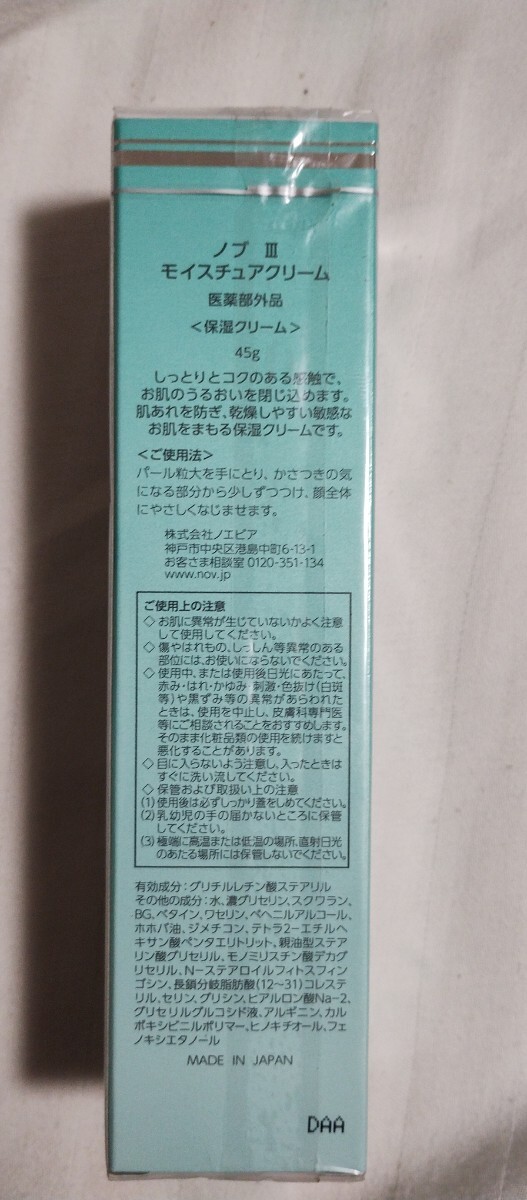 ノブ Ⅲ
モイスチュアクリーム
医薬部外品
<保湿クリーム>
45g
しっとりとコクのある感触で、
お肌のうるおいを閉じ込めます。
肌あれを防ぎ、乾燥しやすい敏感な
お肌をまもる保湿クリームです。
<ご使用法>
パール粒大を手にとり、かさつきの気
になる部分から少しずつつけ、顔全体
にやさしくなじませます。
株式会社ノエビア
神戸市中央区港島中町6-13-1
お客さま相談室 0120-351-134
www.nov.jp
ご使用上の注意
◇お肌に異常が生じていないかよく注意
して使用してください。
◇傷やはれもの、しっしん等異常のある
部位には、お使いにならないでください。
◇使用中、または使用後日光にあたって、
赤み・はれ・かゆみ・刺激・色抜け(白斑
等)や黒ずみ等の異常があらわれた
ときは、使用を中止し、皮膚科専門医
等にご相談されることをおすすめします。
そのまま化粧品類の使用を続けますと
悪化することがあります。
◇目に入らないよう注意し、入ったときは
すぐに洗い流してください。
◇保管および取扱い上の注意
(1)使用後は必ずしっかり蓋をしめてください。
(2)乳幼児の手の届かないところに保管
してください。
(3)極端に高温または低温の場所、直射日光
のあたる場所には保管しないでください。
有効成分:グリチルレチン酸ステアリル
その他の成分:水、濃グリセリン、スクワラン、
BG、ベタイン、ワセリン、ベヘニルアルコール、
ホホバ油、ジメチコン、テトラ2-エチルヘ
キサン酸ペンタエリトリット、親油型ステア
リン酸グリセリル、モノミリスチン酸デカグ
リセリル、N-ステアロイルフィトスフィン
ゴシン、長鎖分岐脂肪酸(12~31)コレステ
リル、セリン、グリシン、ヒアルロン酸Na-2、
グリセリルグルコシド液、アルギニン、カル
ボキシビニルポリマー、ヒノキチオール、フェ
ノキシエタノール
MADE IN JAPAN
DAA